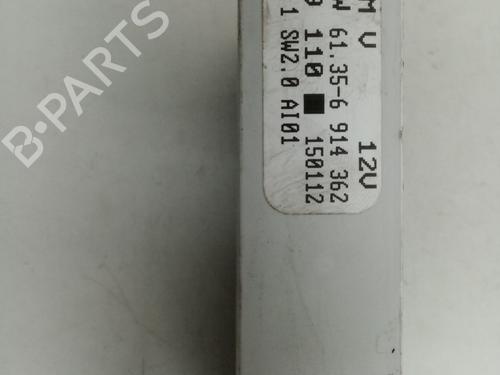 M V 12V
W 61.35-6 914 362
110 ■ 150112
1 SW2.0 AI01
B-PARTS